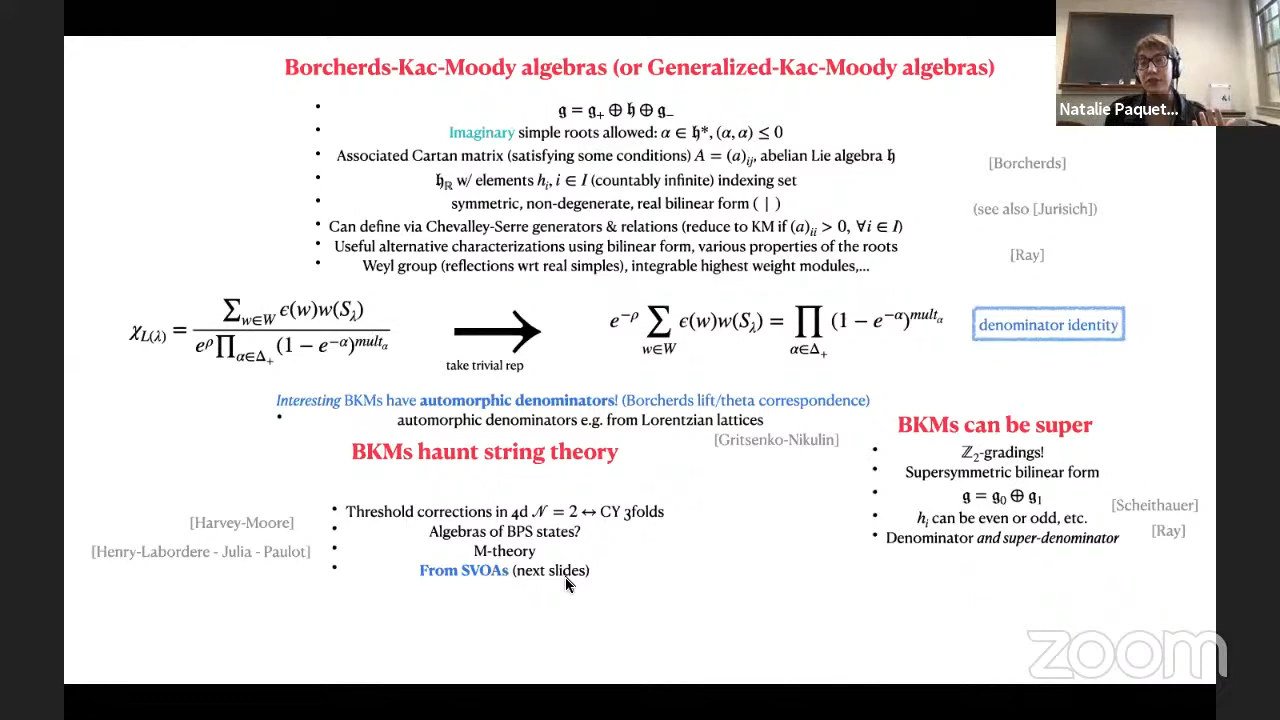 Borcherds-Kac-Moody algebras (or Generalized-Kac-Moody algebras)
Natalie Paquet...
• 𝔤 = 𝔤₊ ⊕ 𝔥 ⊕ 𝔤₋
• Imaginary simple roots allowed: α ∈ 𝔥*, (α, α) ≤ 0
• Associated Cartan matrix (satisfying some conditions) A = (a)ᵢⱼ, abelian Lie algebra 𝔥
[Borcherds]
• 𝔥_ℝ w/ elements hᵢ, i ∈ I (countably infinite) indexing set
• symmetric, non-degenerate, real bilinear form ( | )
(see also [Jurisich])
• Can define via Chevalley-Serre generators & relations (reduce to KM if (a)ᵢᵢ > 0, ∀i ∈ I)
• Useful alternative characterizations using bilinear form, various properties of the roots
[Ray]
• Weyl group (reflections wrt real simples), integrable highest weight modules,...
χ_{L(λ)} = \frac{∑_{w∈W} ϵ(w)w(S_λ)}{e^ρ ∏_{α∈Δ₊} (1 − e^{−α})^{mult_α}}
take trivial rep
e^{−ρ} ∑_{w∈W} ϵ(w)w(S_λ) = ∏_{α∈Δ₊} (1 − e^{−α})^{mult_α}
denominator identity
Interesting BKMs have automorphic denominators! (Borcherds lift/theta correspondence)
• automorphic denominators e.g. from Lorentzian lattices
[Gritsenko-Nikulin]
BKMs haunt string theory
• Threshold corrections in 4d 𝒩 = 2 ↔ CY 3folds
[Harvey-Moore]
• Algebras of BPS states?
• M-theory
[Henry-Labordere - Julia - Paulot]
• From SVOAs (next slides)
BKMs can be super
• ℤ₂-gradings!
• Supersymmetric bilinear form
• 𝔤 = 𝔤₀ ⊕ 𝔤₁
[Scheithauer]
• hᵢ can be even or odd, etc.
[Ray]
• Denominator and super-denominator
zoom